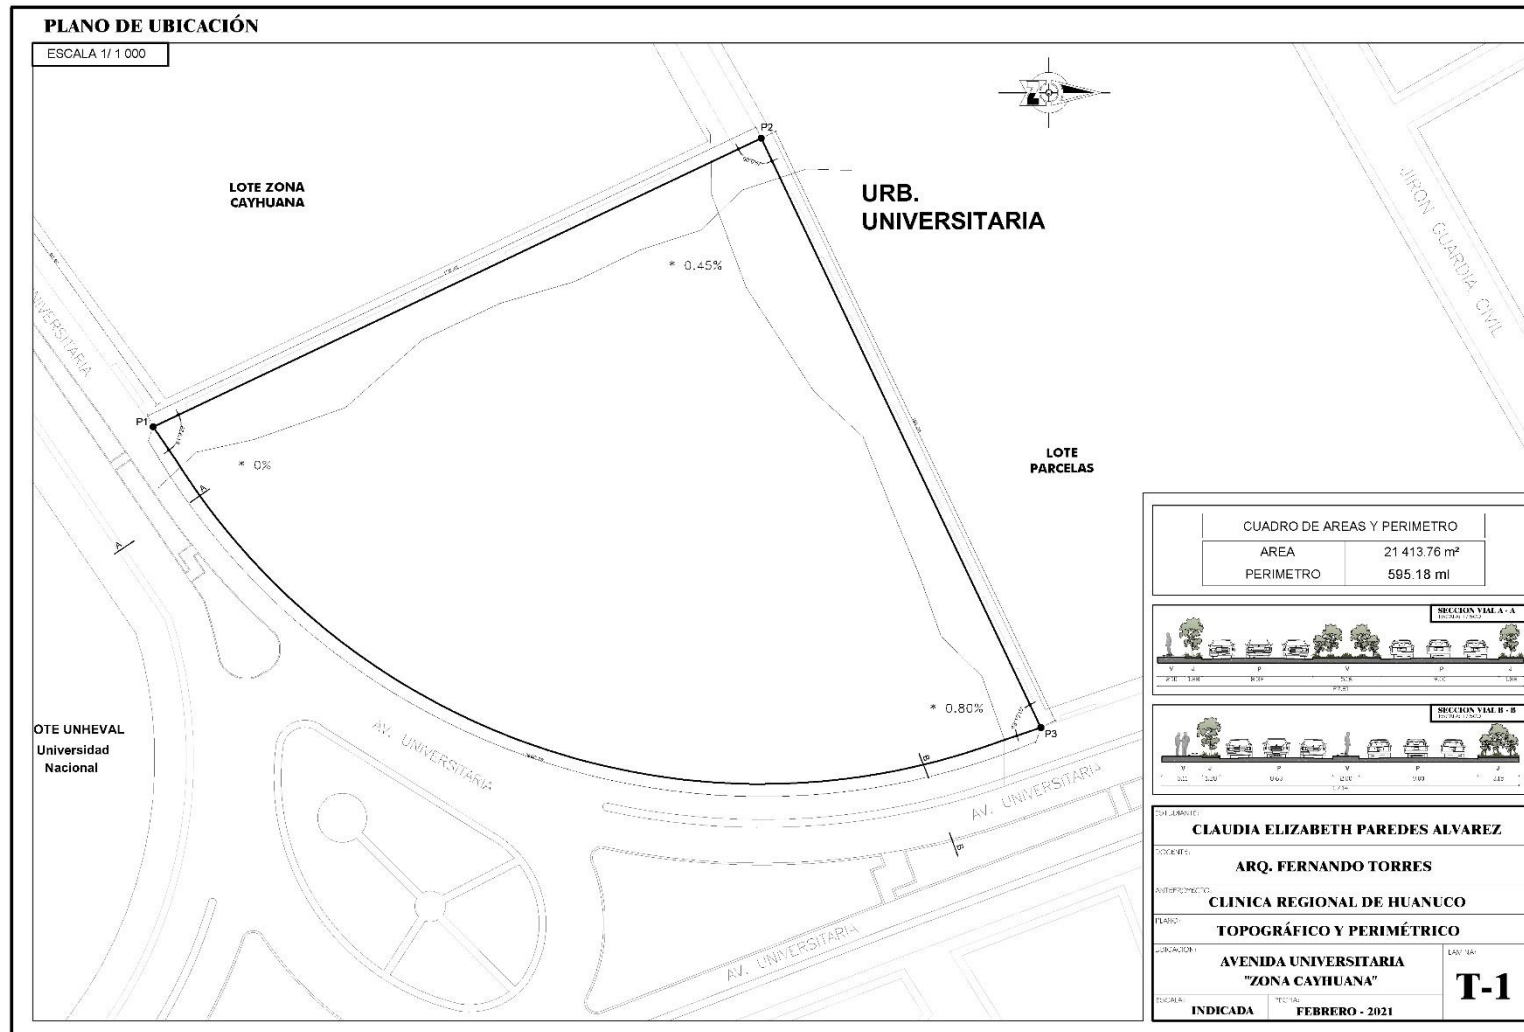 PLANO DE UBICACIÓN
ESCALA 1/ 1 000
P2
LOTE ZONA
CAYHUANA
URB.
UNIVERSITARIA
* 0.45%
JIRON GUARDIA CIVIL
P1
* 0%
A
A
LOTE
PARCELAS
CUADRO DE AREAS Y PERIMETRO
AREA 21 413.76 m²
PERIMETRO 595.18 ml
SECCION VIAL A - A
V J P V P J
SECCION VIAL B - B
V J P V P J
* 0.80%
P3
B
B
OTE UNHEVAL
Universidad
Nacional
AV. UNIVERSITARIA
AV. UNIVERSITARIA
AV. UNIVERSITARIA
CLAUDIA ELIZABETH PAREDES ALVAREZ
ARQ. FERNANDO TORRES
CLINICA REGIONAL DE HUANUCO
TOPOGRÁFICO Y PERIMÉTRICO
AVENIDA UNIVERSITARIA
"ZONA CAYHUANA"
T-1
INDICADA
FEBRERO - 2021